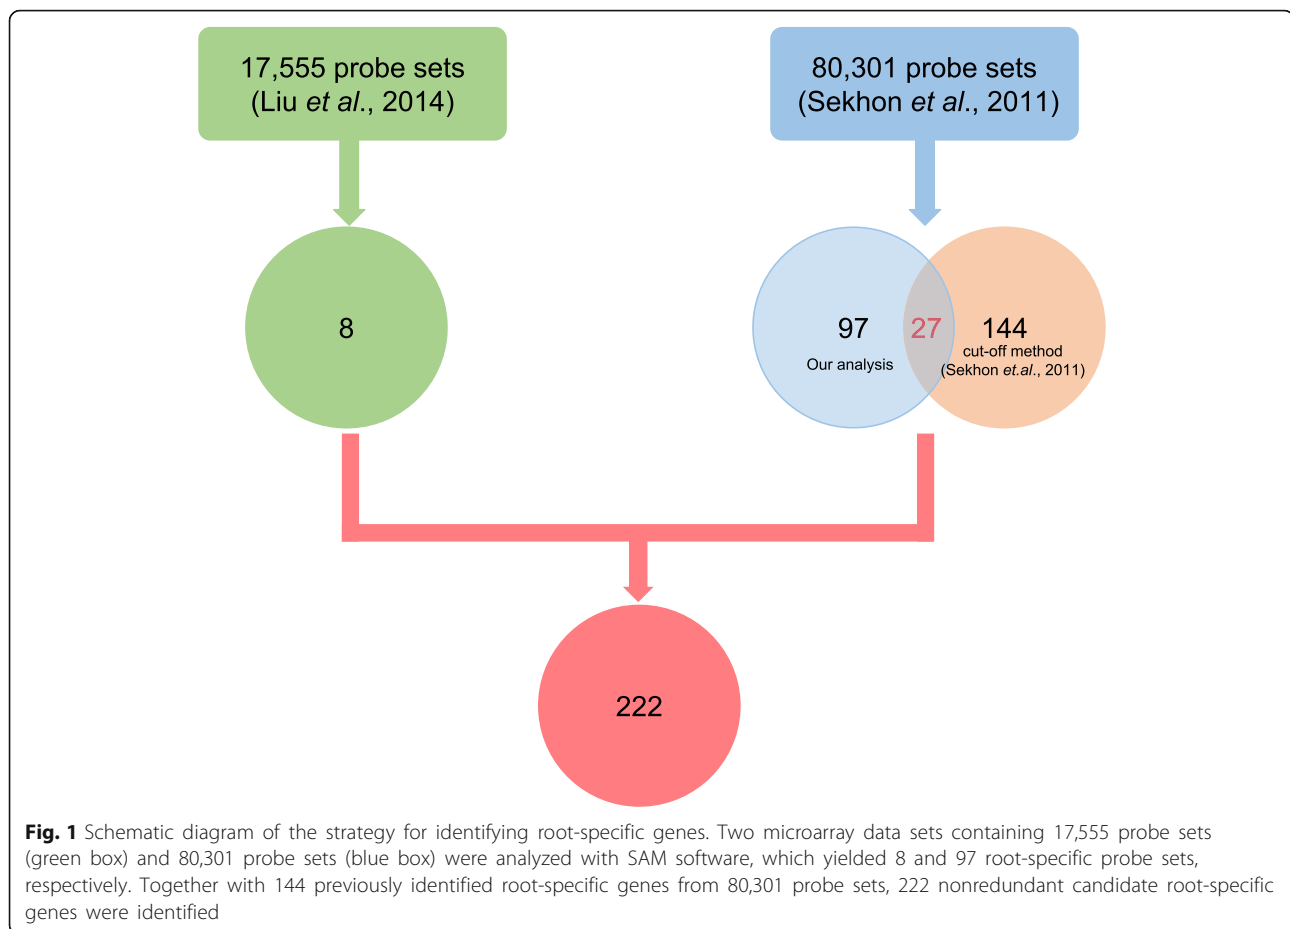 17,555 probe sets
(Liu et al., 2014)
80,301 probe sets
(Sekhon et al., 2011)
8
97
Our analysis
27
144
cut-off method
(Sekhon et.al., 2011)
222
Fig. 1 Schematic diagram of the strategy for identifying root-specific genes. Two microarray data sets containing 17,555 probe sets
(green box) and 80,301 probe sets (blue box) were analyzed with SAM software, which yielded 8 and 97 root-specific probe sets,
respectively. Together with 144 previously identified root-specific genes from 80,301 probe sets, 222 nonredundant candidate root-specific
genes were identified